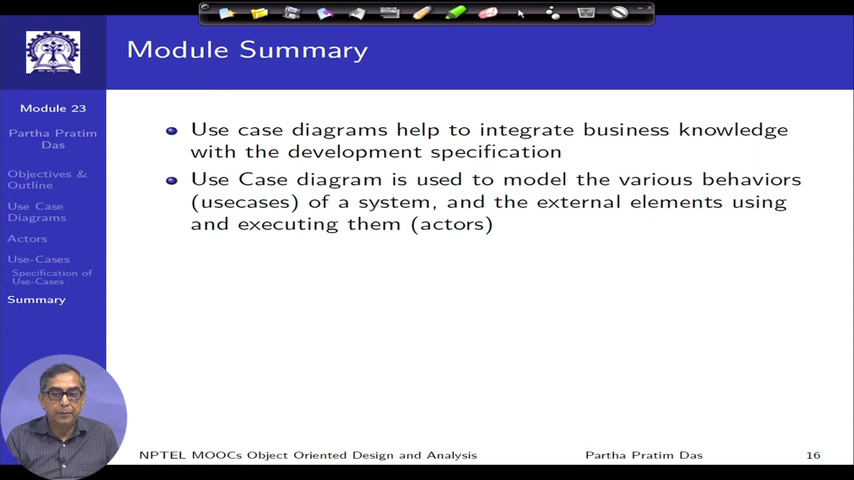 Module Summary
Module 23
Partha Pratim
Das
Objectives &
Outline
Use Case
Diagrams
Actors
Use-Cases
Specification of
Use-Cases
Summary
Use case diagrams help to integrate business knowledge
with the development specification
Use Case diagram is used to model the various behaviors
(usecases) of a system, and the external elements using
and executing them (actors)
NPTEL MOOCs Object Oriented Design and Analysis
Partha Pratim Das
16